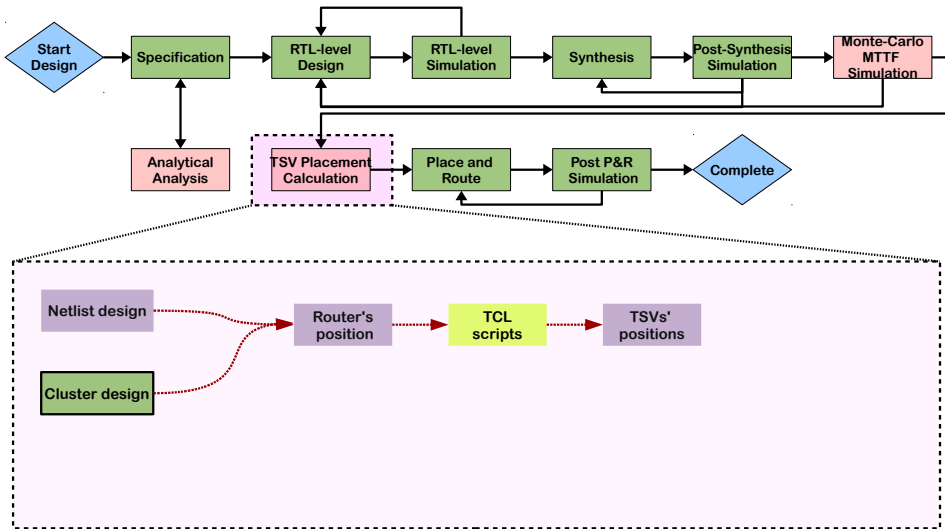 Start
Design
Specification
RTL-level
Design
RTL-level
Simulation
Synthesis
Post-Synthesis
Simulation
Monte-Carlo
MTTF
Simulation
Analytical
Analysis
TSV Placement
Calculation
Place and
Route
Post P&R
Simulation
Complete
Netlist design
Router's
position
TCL
scripts
TSVs'
positions
Cluster design